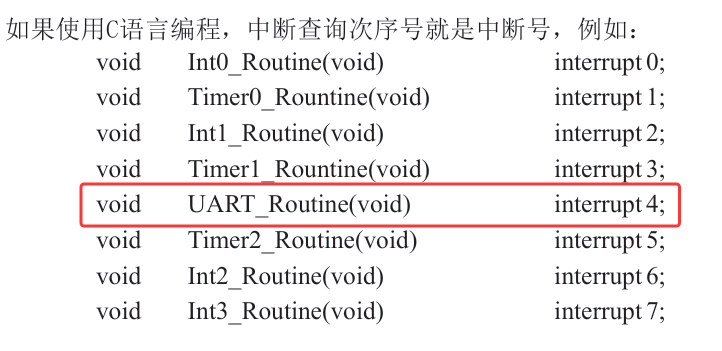 如果使用C语言编程，中断查询次序号就是中断号，例如：
void Int0_Routine(void) interrupt 0;
void Timer0_Rountine(void) interrupt 1;
void Int1_Routine(void) interrupt 2;
void Timer1_Rountine(void) interrupt 3;
void UART_Routine(void) interrupt 4;
void Timer2_Routine(void) interrupt 5;
void Int2_Routine(void) interrupt 6;
void Int3_Routine(void) interrupt 7;